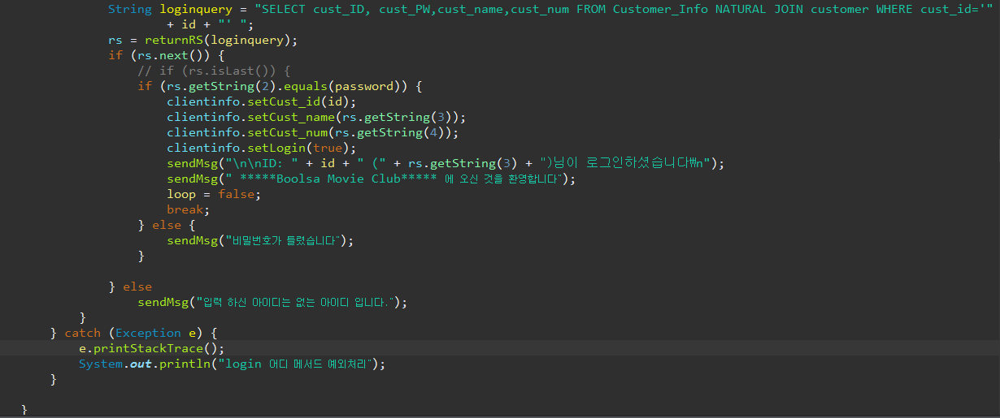 String loginquery = "SELECT cust_ID, cust_PW,cust_name,cust_num FROM Customer_Info NATURAL JOIN customer WHERE cust_id='"
+ id + "' ";
rs = returnRS(loginquery);
if (rs.next()) {
// if (rs.isLast()) {
if (rs.getString(2).equals(password)) {
clientinfo.setCust_id(id);
clientinfo.setCust_name(rs.getString(3));
clientinfo.setCust_num(rs.getString(4));
clientinfo.setLogin(true);
sendMsg("\n\nID: " + id + " (" + rs.getString(3) + ")님이 로그인하셨습니다₩n");
sendMsg(" *****Boolsa Movie Club***** 에 오신 것을 환영합니다");
loop = false;
break;
} else {
sendMsg("비밀번호가 틀렸습니다");
}
} else
sendMsg("입력 하신 아이디는 없는 아이디 입니다.");
}
} catch (Exception e) {
e.printStackTrace();
System.out.println("login 어디 메서드 예외처리");
}
}